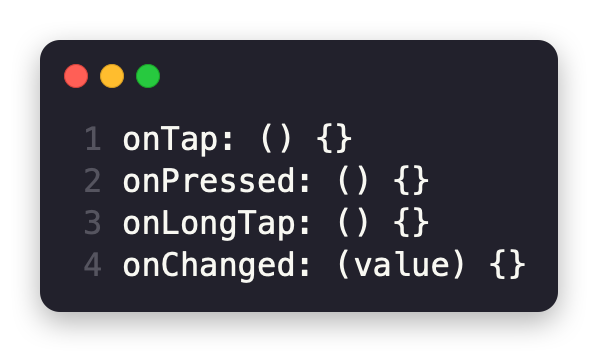 1 onTap: () {}
2 onPressed: () {}
3 onLongTap: () {}
4 onChanged: (value) {}